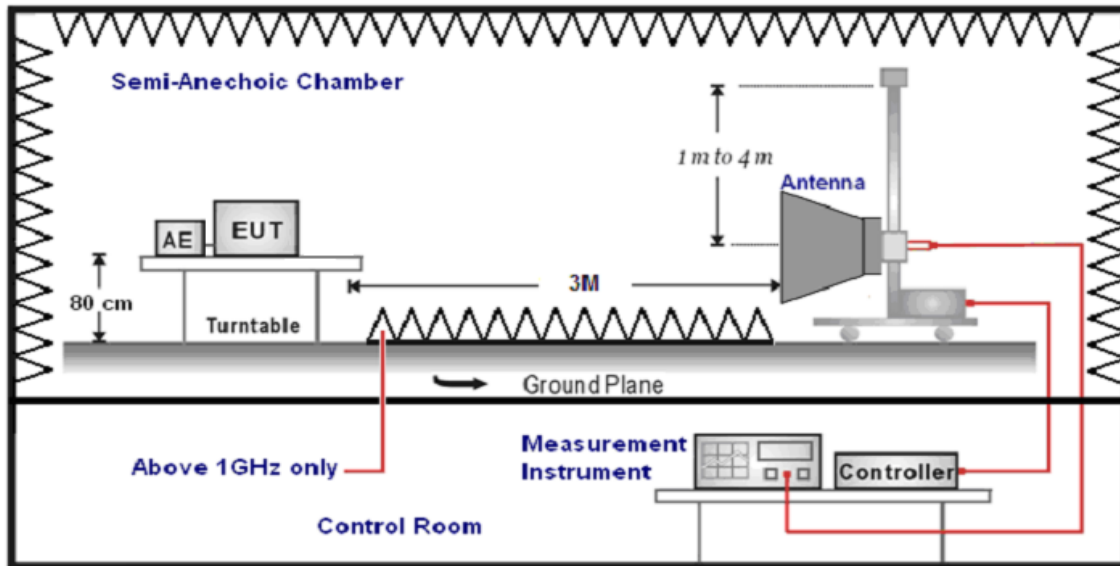 Semi-Anechoic Chamber
1 m to 4 m
Antenna
AE
EUT
80 cm
3M
Turntable
Ground Plane
Above 1GHz only
Measurement
Instrument
Controller
Control Room